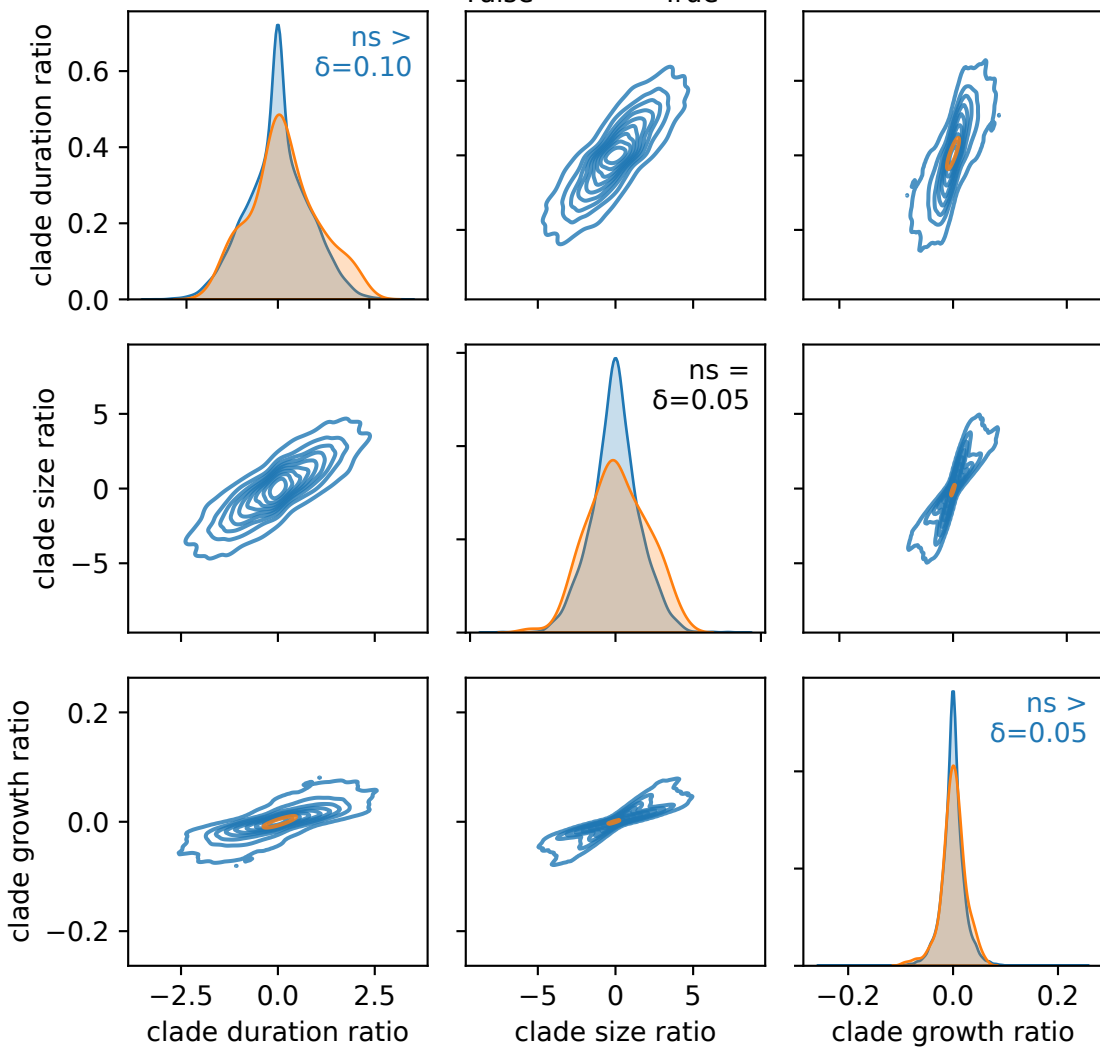 False True
clade duration ratio
0.6
0.4
0.2
0.0
ns >
δ=0.10
clade size ratio
5
0
−5
ns =
δ=0.05
clade growth ratio
0.2
0.0
−0.2
ns >
δ=0.05
−2.5 0.0 2.5
−5 0 5
−0.2 0.0 0.2
clade duration ratio
clade size ratio
clade growth ratio